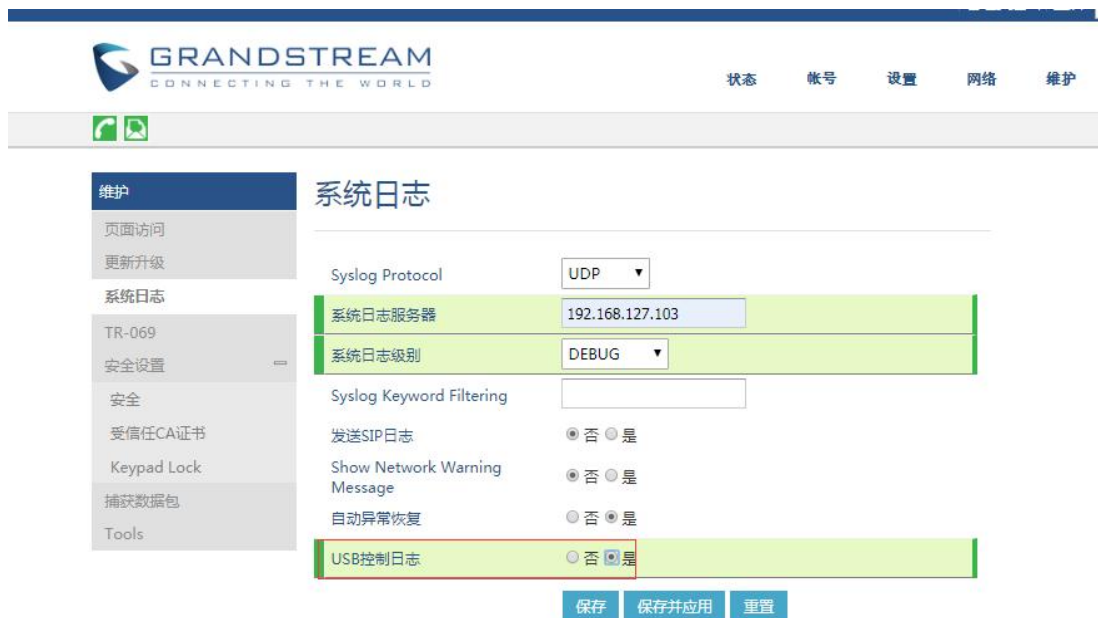 GRANDSTREAM
CONNECTING THE WORLD
状态 帐号 设置 网络 维护
维护
页面访问
更新升级
系统日志
TR-069
安全设置
安全
受信任CA证书
Keypad Lock
捕获数据包
Tools
系统日志
Syslog Protocol UDP
系统日志服务器 192.168.127.103
系统日志级别 DEBUG
Syslog Keyword Filtering
发送SIP日志 否 是
Show Network Warning
Message 否 是
自动异常恢复 否 是
USB控制日志 否 是
保存 保存并应用 重置